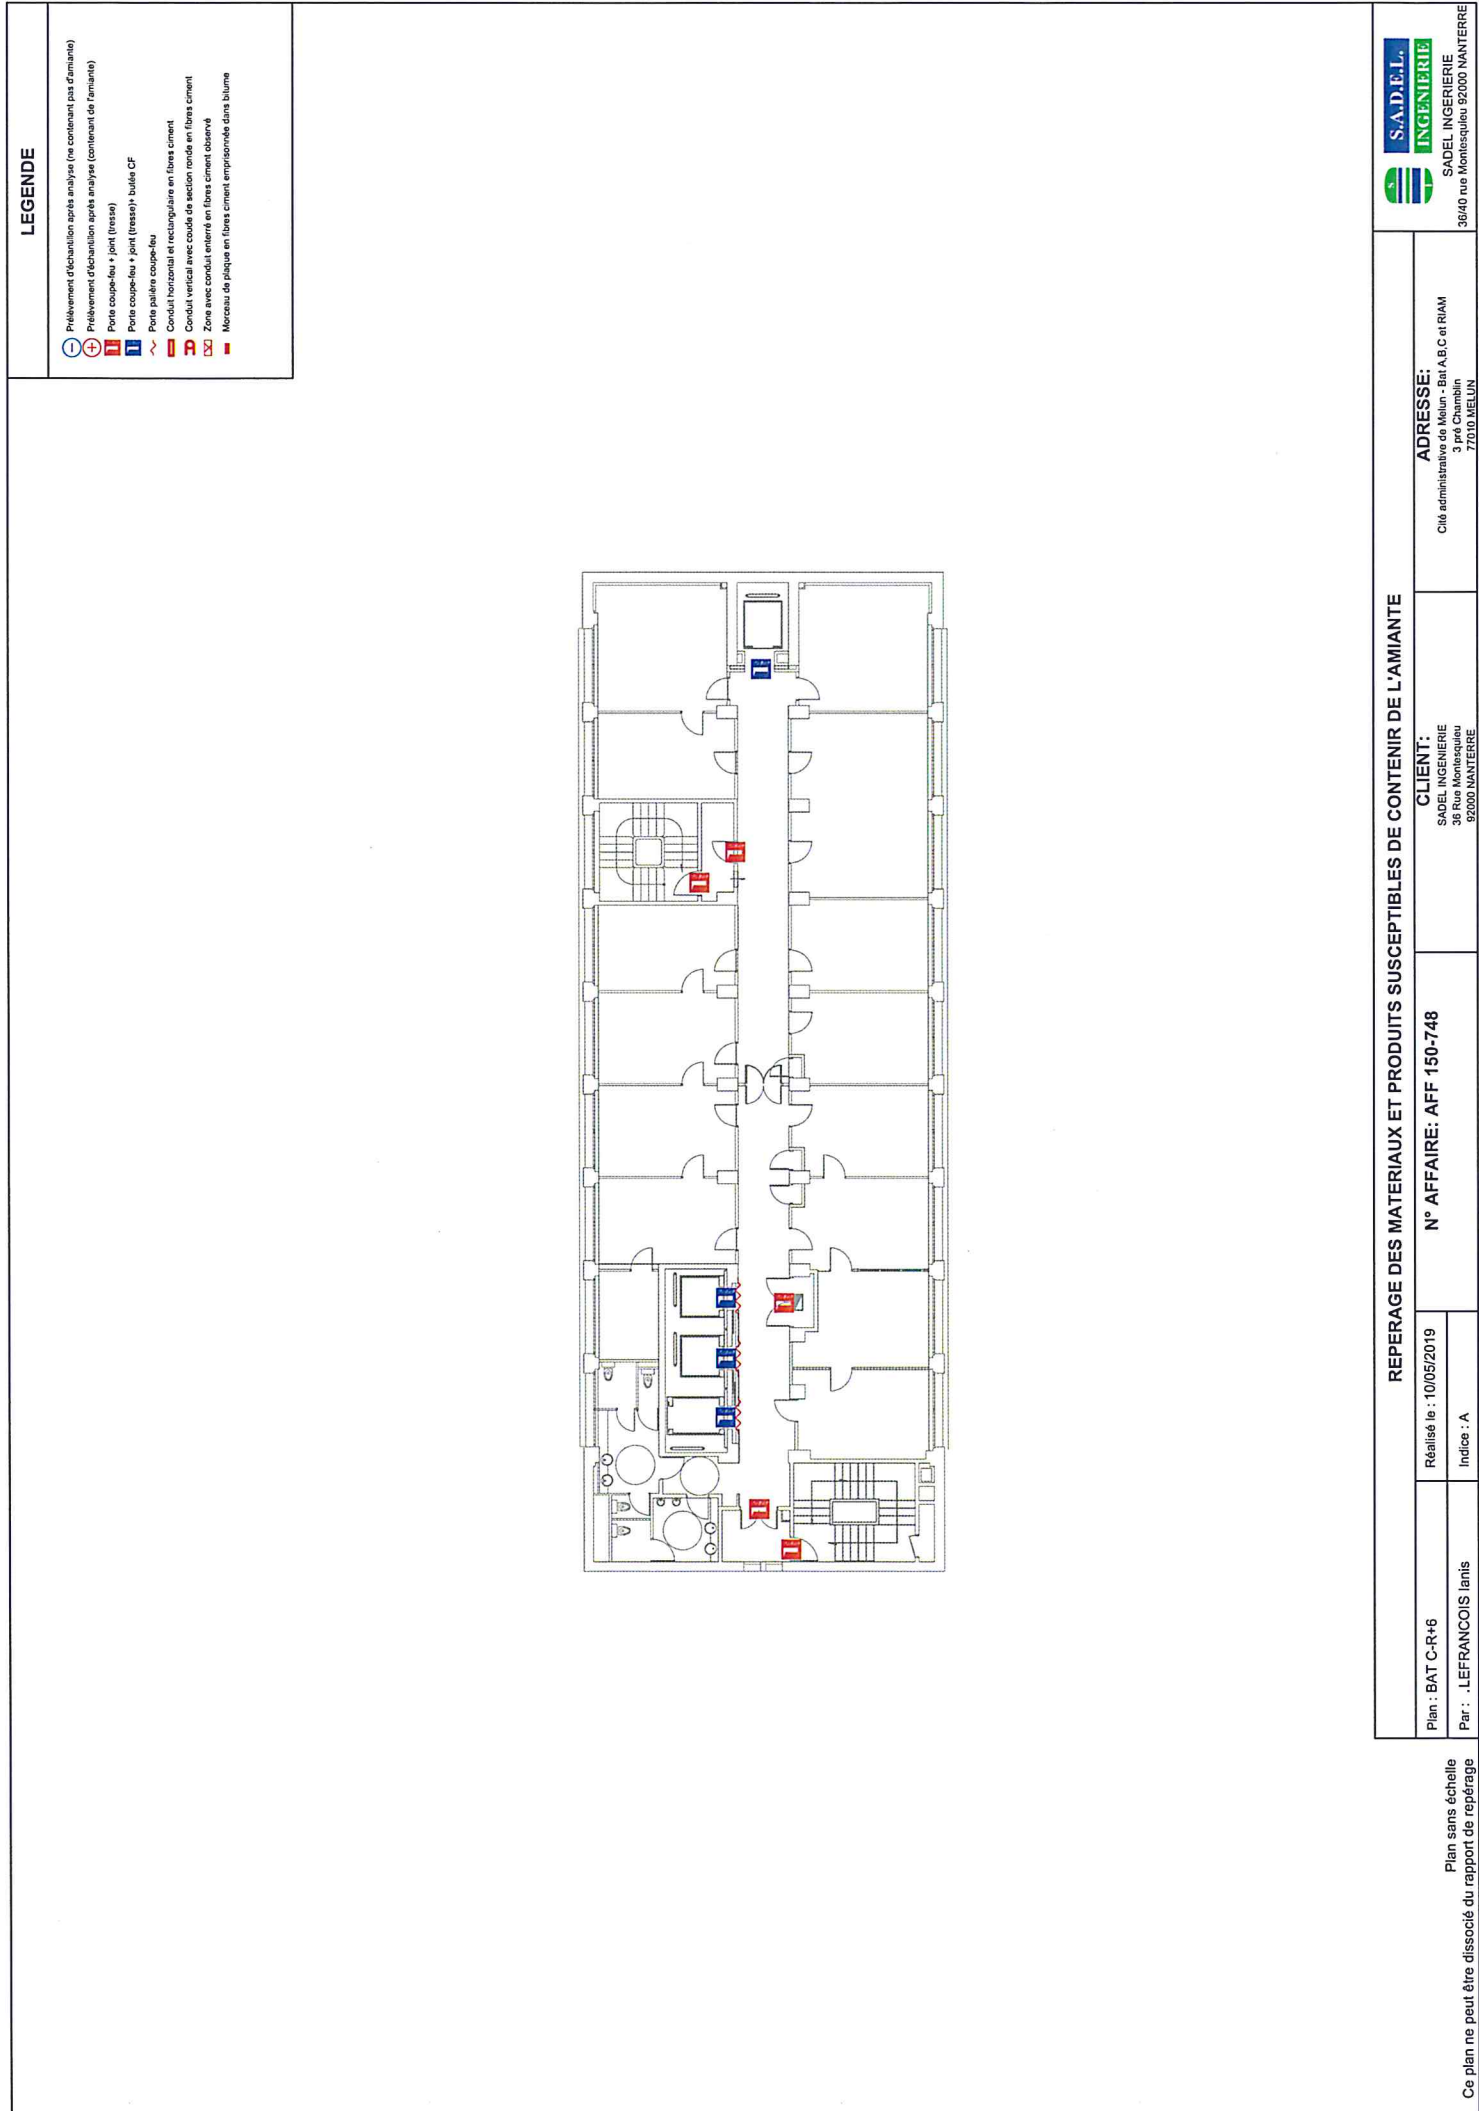 LEGENDE
Prélèvement d'échantillon après analyse (ne contenant pas d'amiante)
Prélèvement d'échantillon après analyse (contenant de l'amiante)
Porte coupe-feu + joint (tresse)
Porte coupe-feu + joint (tresse)+ butée CF
Porte palière coupe-feu
Conduit horizontal et rectangulaire en fibres ciment
Conduit vertical avec coude de section ronde en fibres ciment
Zone avec conduit enterré en fibres ciment observé
Morceau de plaque en fibres ciment emprisonnée dans bitume
Plan sans échelle
Ce plan ne peut être dissocié du rapport de repérage
REPERAGE DES MATERIAUX ET PRODUITS SUSCEPTIBLES DE CONTENIR DE L'AMIANTE
Plan : BAT C-R+6
Par : .LEFRANCOIS Ianis
Réalisé le : 10/05/2019
Indice : A
N° AFFAIRE: AFF 150-748
CLIENT:
SADEL INGENIERIE
36 Rue Montesquieu
92000 NANTERRE
ADRESSE:
Cité administrative de Melun - Bat A,B,C et RIAM
3 pré Chamblin
77010 MELUN
S.A.D.E.L.
INGENIERIE
SADEL INGERIERIE
36/40 rue Montesquieu 92000 NANTERRE